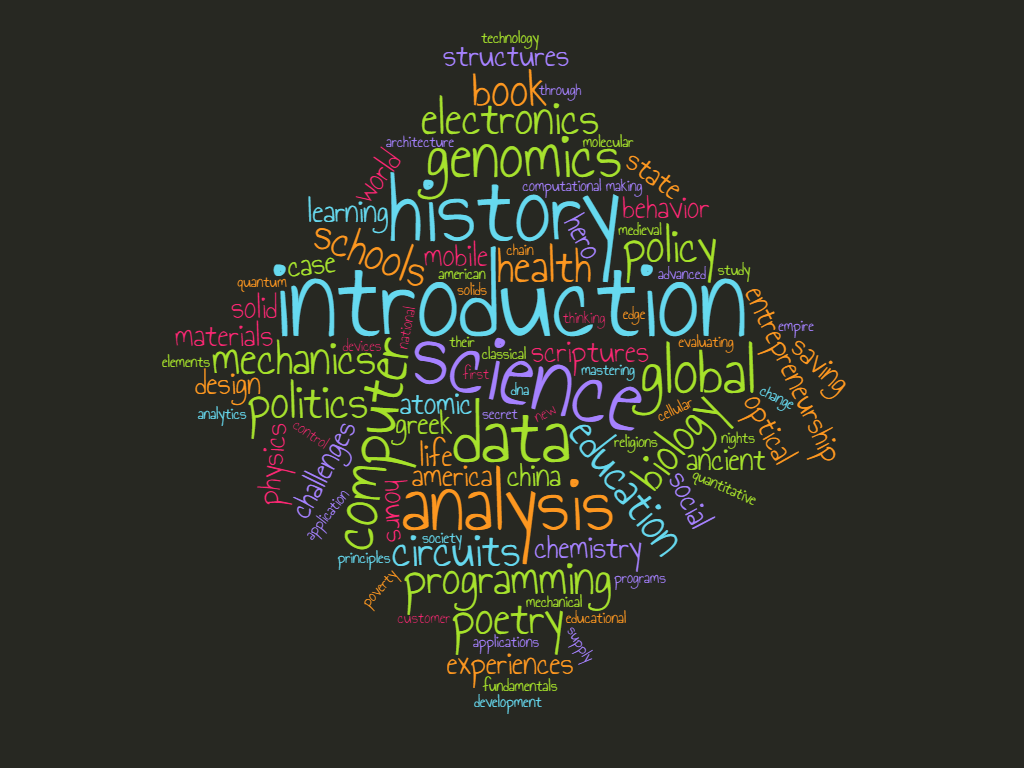 technology
structures
book
through
electronics
architecture
molecular
genomics
world
state
computational making
learning
history
hero
behavior
schools
medieval
policy
mobile
chain
health
case
american
advanced
study
quantum
solids
introduction
solid
entrepreneurship
materials
national
thinking
edge
empire
devices
their
classical
scriptures
evaluating
saving
elements
mechanics
science
first
mastering
global
design
computer
dna
change
politics
atomic
secret
new
cellular
optical
analytics
greek
control
data
education
religions
biology
nights
physics
challenges
life
ancient
america
china
quantitative
application
hours
analysis
social
society
principles
circuits
chemistry
poverty
programming
programs
mechanical
customer
poetry
educational
applications
supply
experiences
fundamentals
development